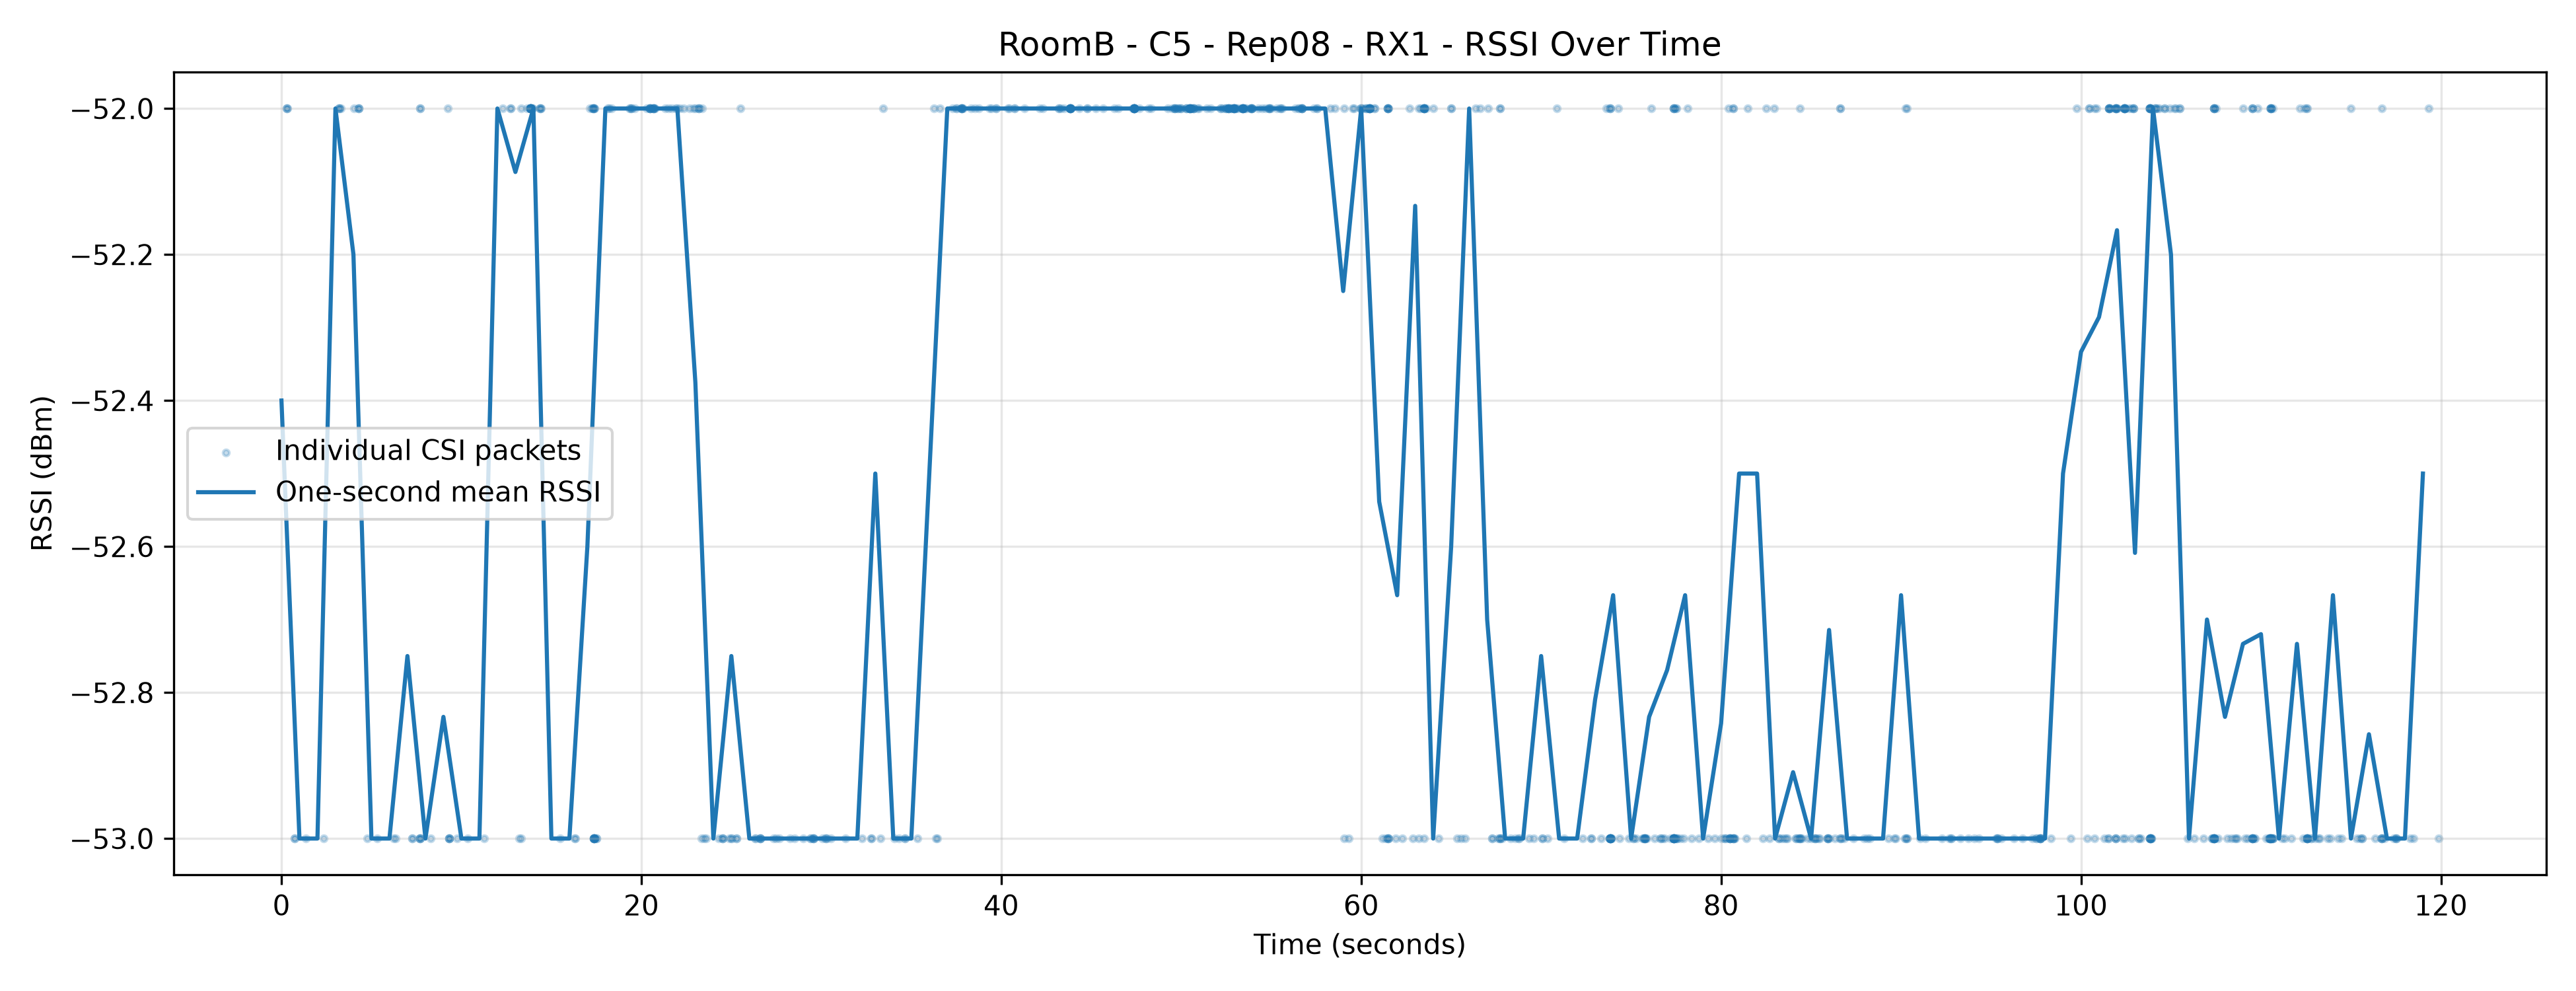 RoomB - C5 - Rep08 - RX1 - RSSI Over Time
RSSI (dBm)
−52.0
−52.2
−52.4
−52.6
−52.8
−53.0
Individual CSI packets
One-second mean RSSI
0 20 40 60 80 100 120
Time (seconds)